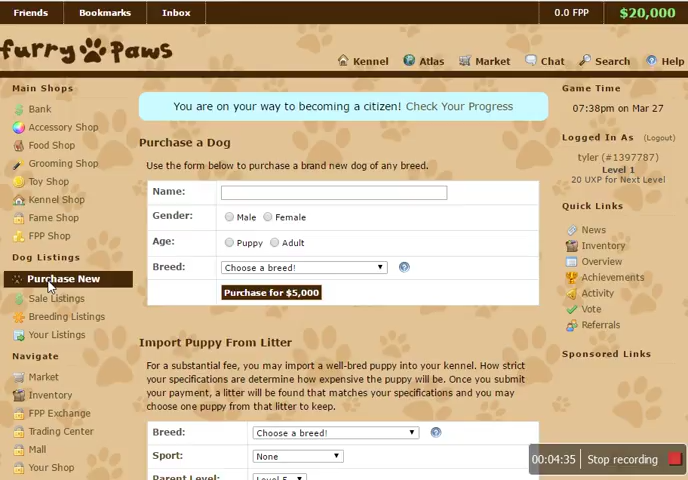 Friends
Bookmarks
Inbox
0.0 FPP
$20,000
furry Paws
Kennel
Atlas
Market
Chat
Search
Help
Main Shops
Bank
Accessory Shop
Food Shop
Grooming Shop
Toy Shop
Kennel Shop
Fame Shop
FPP Shop
Dog Listings
Purchase New
Sale Listings
Breeding Listings
Your Listings
Navigate
Market
Inventory
FPP Exchange
Trading Center
Mall
Your Shop
You are on your way to becoming a citizen! Check Your Progress
Purchase a Dog
Use the form below to purchase a brand new dog of any breed.
Name:
Gender: Male Female
Age: Puppy Adult
Breed: Choose a breed!
Purchase for $5,000
Import Puppy From Litter
For a substantial fee, you may import a well-bred puppy into your kennel. How strict
your specifications are determine how expensive the puppy will be. Once you submit
your payment, a litter will be found that matches your specifications and you may
choose one puppy from that litter to keep.
Breed: Choose a breed!
Sport: None
Parent Level: Level 5
Game Time
07:38pm on Mar 27
Logged In As (Logout)
tyler (#1397787)
Level 1
20 UXP for Next Level
Quick Links
News
Inventory
Overview
Achievements
Activity
Vote
Referrals
Sponsored Links
00:04:35 Stop recording